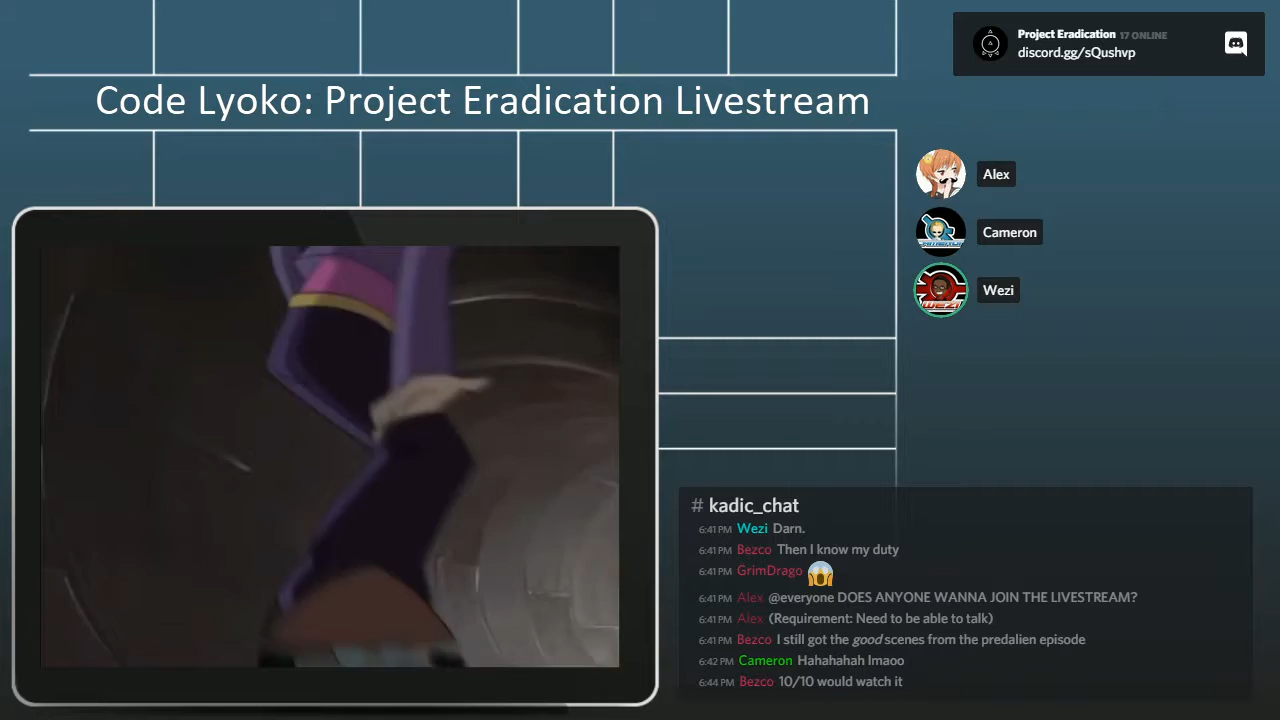 Project Eradication 17 ONLINE
discord.gg/sQushvp
Code Lyoko: Project Eradication Livestream
Alex
Cameron
Wezi
WEZI
# kadic_chat
6:41 PM Wezi Darn.
6:41 PM Bezco Then I know my duty
6:41 PM GrimDrago
6:41 PM Alex @everyone DOES ANYONE WANNA JOIN THE LIVESTREAM?
6:41 PM Alex (Requirement: Need to be able to talk)
6:41 PM Bezco I still got the good scenes from the predalien episode
6:42 PM Cameron Hahahahah lmaoo
6:44 PM Bezco 10/10 would watch it